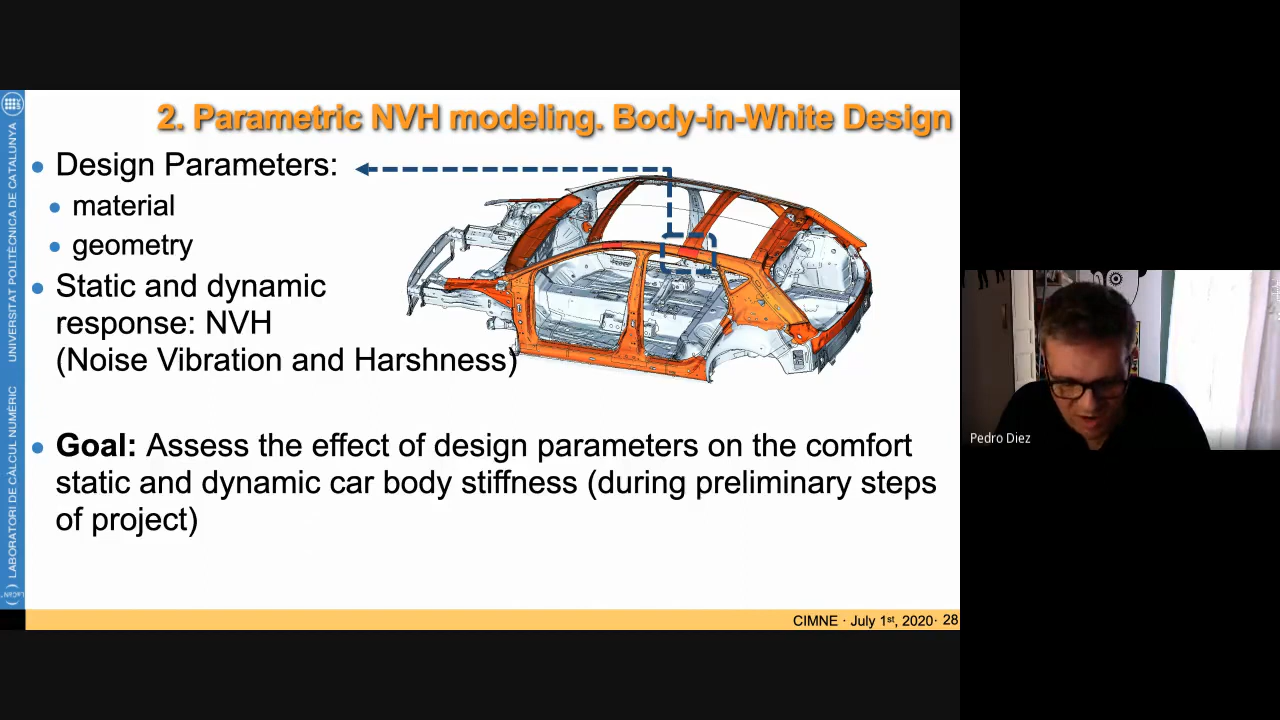 2. Parametric NVH modeling. Body-in-White Design
• Design Parameters:
• material
• geometry
• Static and dynamic
response: NVH
(Noise Vibration and Harshness)
• Goal: Assess the effect of design parameters on the comfort
static and dynamic car body stiffness (during preliminary steps
of project)
UNIVERSITAT POLITÈCNICA DE CATALUNYA
LABORATORI DE CÀLCUL NUMÈRIC
CIMNE · July 1st, 2020· 28
Pedro Diez